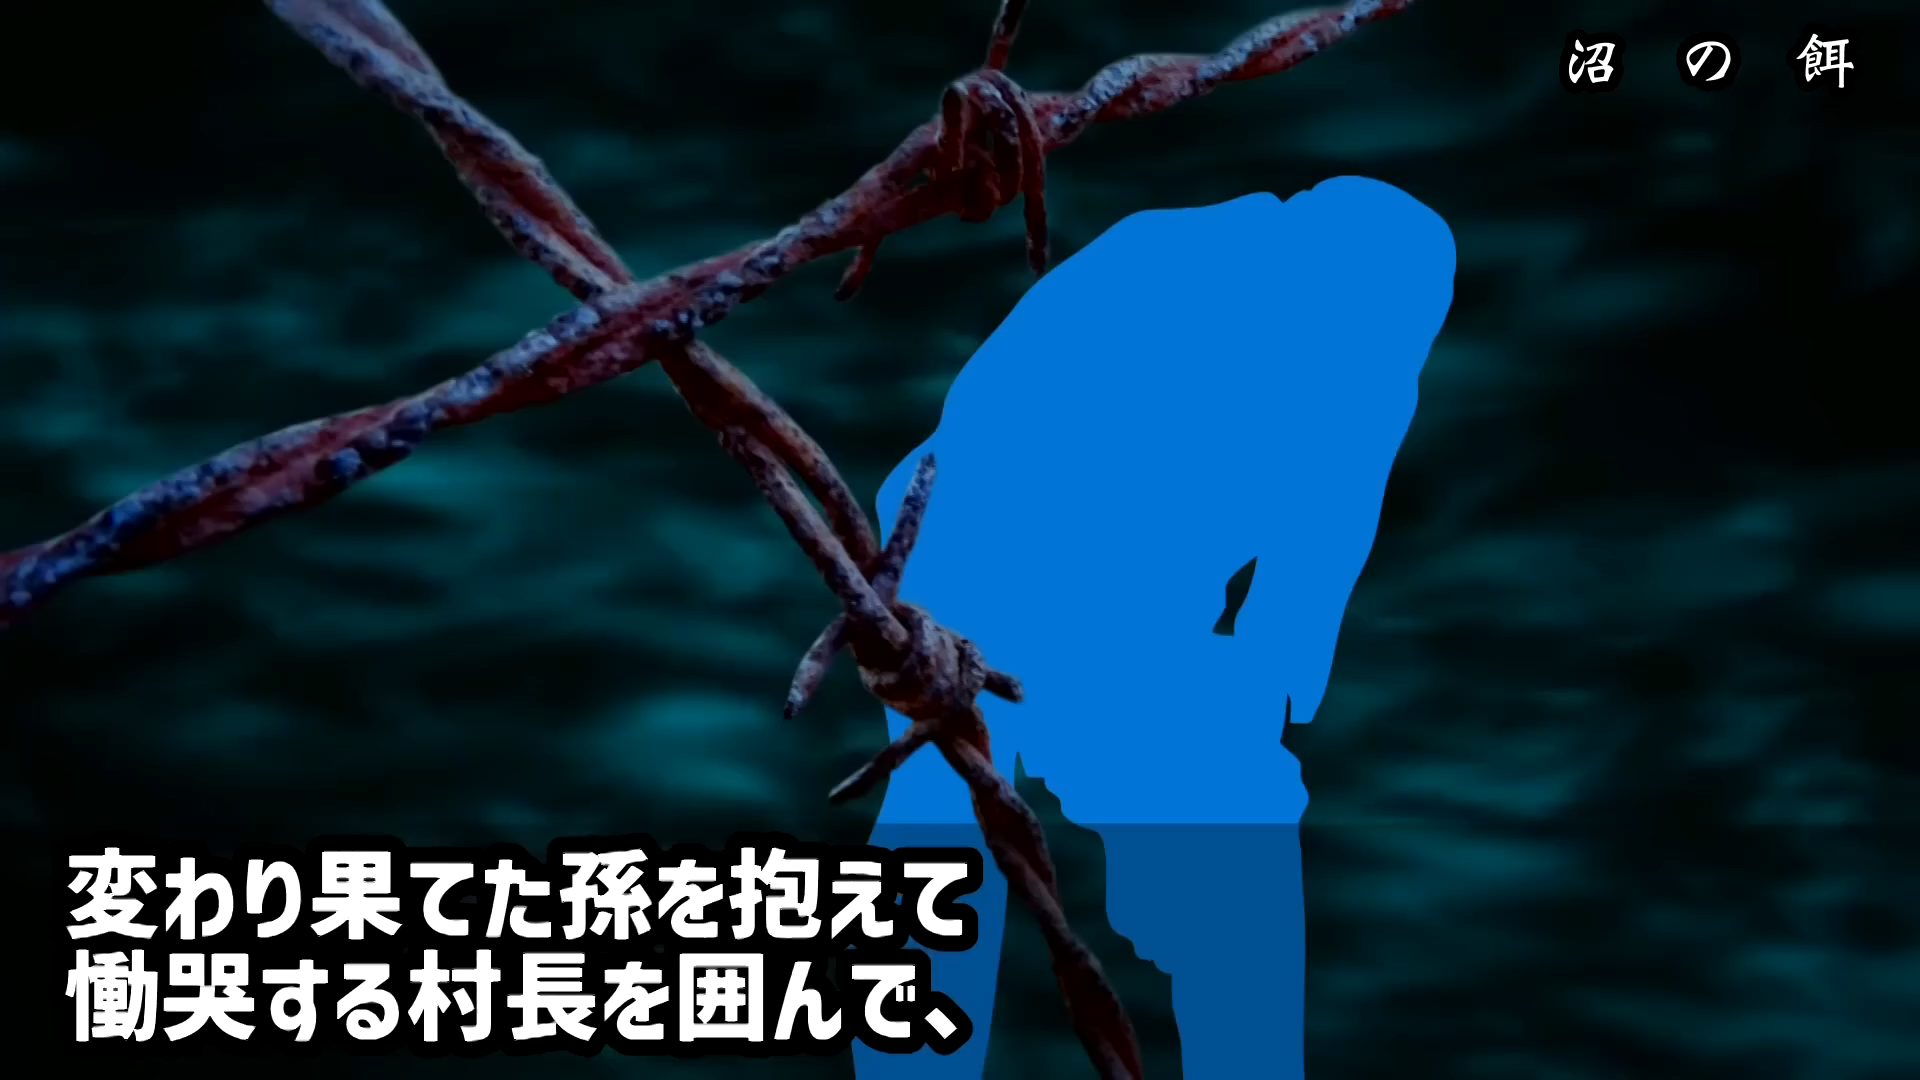 沼の餌
変わり果てた孫を抱えて
慟哭する村長を囲んで、